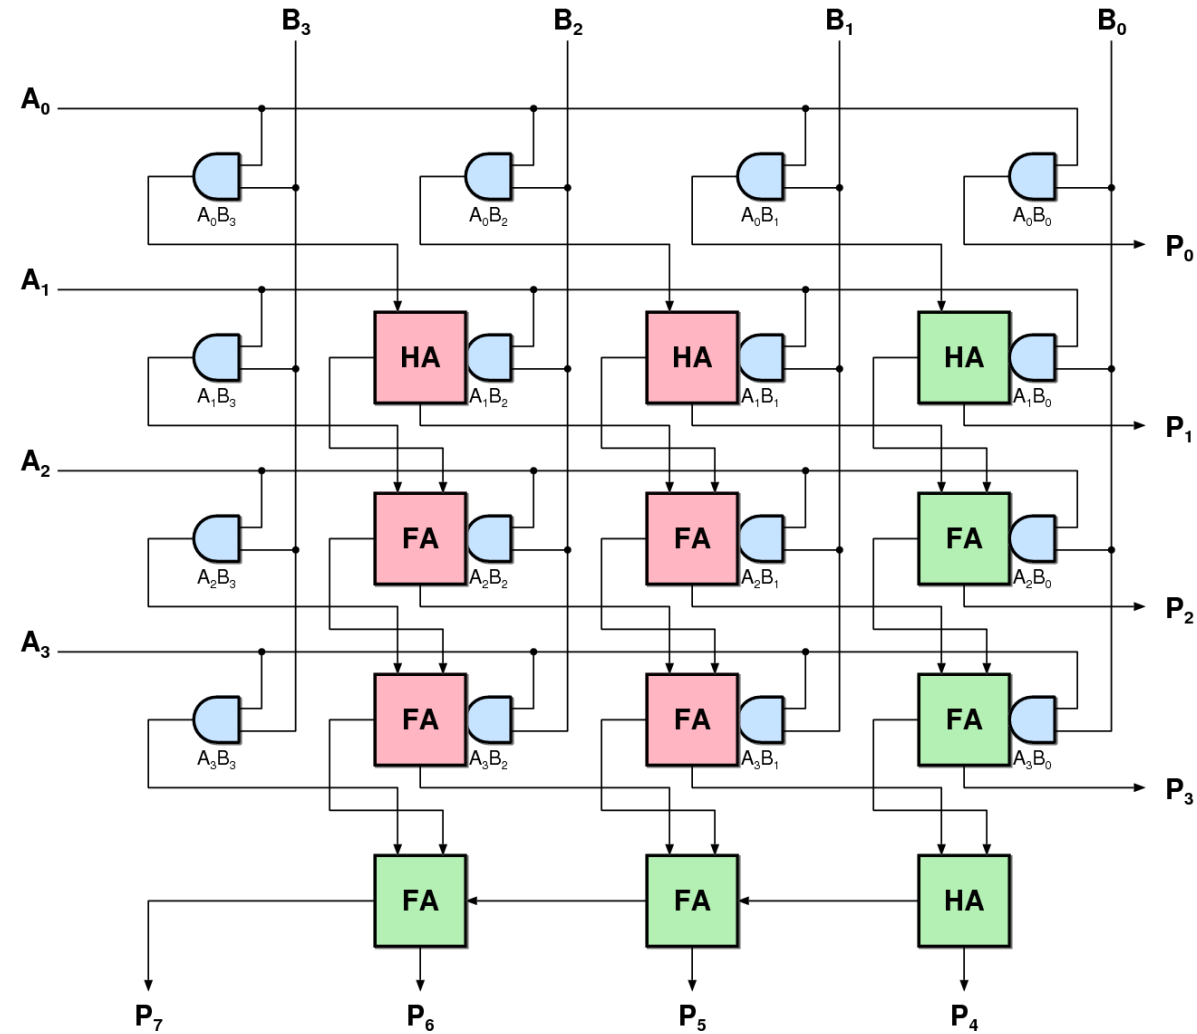 B₃ B₂ B₁ B₀
A₀
A₀B₃ A₀B₂ A₀B₁ A₀B₀
P₀
A₁
HA HA HA
A₁B₃ A₁B₂ A₁B₁ A₁B₀
P₁
A₂
FA FA FA
A₂B₃ A₂B₂ A₂B₁ A₂B₀
P₂
A₃
FA FA FA
A₃B₃ A₃B₂ A₃B₁ A₃B₀
P₃
FA FA HA
P₇ P₆ P₅ P₄